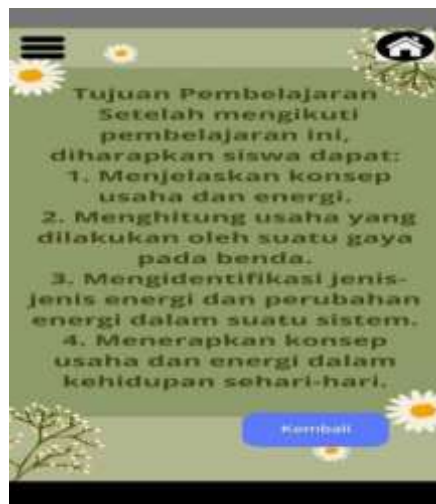 Tujuan Pembelajaran
Setelah mengikuti
pembelajaran ini,
diharapkan siswa dapat:
1. Menjelaskan konsep
usaha dan energi.
2. Menghitung usaha yang
dilakukan oleh suatu gaya
pada benda.
3. Mengidentifikasi jenis-
jenis energi dan perubahan
energi dalam suatu sistem.
4. Menerapkan konsep
usaha dan energi dalam
kehidupan sehari-hari.
Kembali